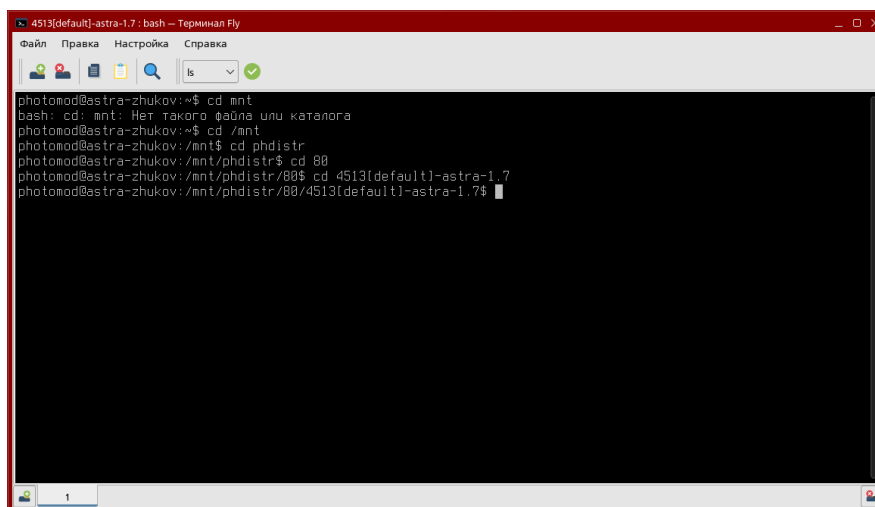 4513[default]-astra-1.7 : bash — Терминал Fly
Файл Правка Настройка Справка
ls
photomod@astra-zhukov:~$ cd mnt
bash: cd: mnt: Нет такого файла или каталога
photomod@astra-zhukov:~$ cd /mnt
photomod@astra-zhukov:/mnt$ cd phdistr
photomod@astra-zhukov:/mnt/phdistr$ cd 80
photomod@astra-zhukov:/mnt/phdistr/80$ cd 4513[default]-astra-1.7
photomod@astra-zhukov:/mnt/phdistr/80/4513[default]-astra-1.7$
1